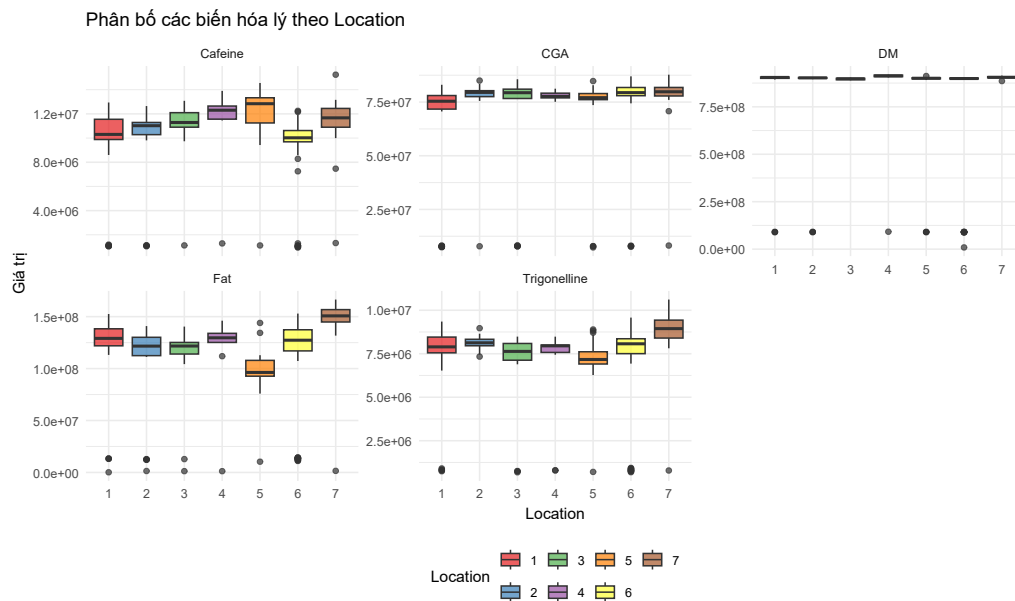 Phân bố các biến hóa lý theo Location
Cafeine
CGA
DM
1.2e+07
8.0e+06
4.0e+06
7.5e+07
5.0e+07
2.5e+07
7.5e+08
5.0e+08
2.5e+08
0.0e+00
1 2 3 4 5 6 7
Giá trị
Fat
Trigonelline
1.5e+08
1.0e+08
5.0e+07
0.0e+00
1.0e+07
7.5e+06
5.0e+06
2.5e+06
1 2 3 4 5 6 7
1 2 3 4 5 6 7
Location
Location
1 3 5 7
2 4 6